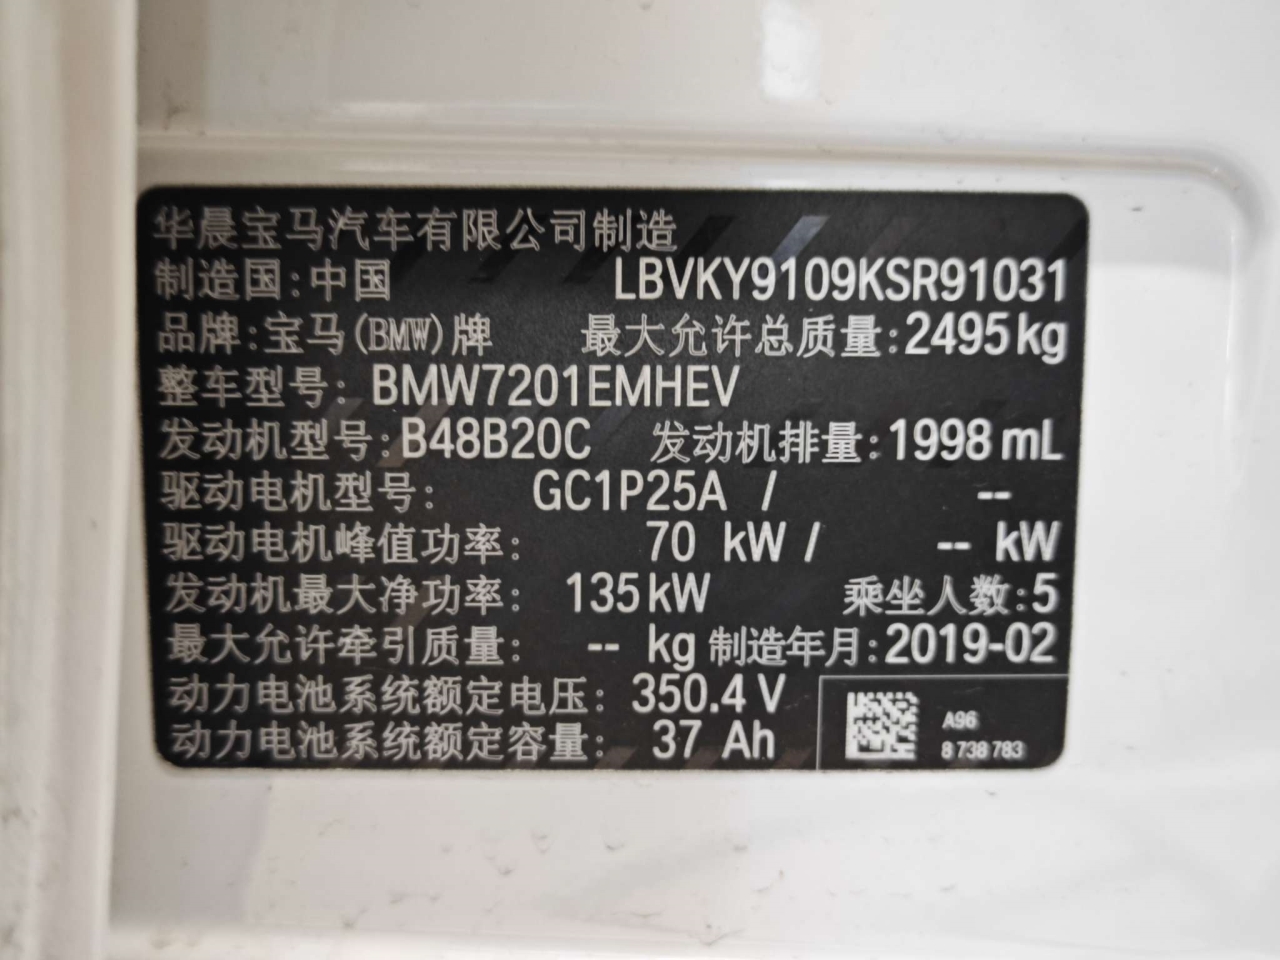 华晨宝马汽车有限公司制造
制造国:中国 LBVKY9109KSR91031
品牌:宝马(BMW)牌 最大允许总质量:2495kg
整车型号: BMW7201EMHEV
发动机型号:B48B20C 发动机排量:1998 mL
驱动电机型号: GC1P25A / --
驱动电机峰值功率: 70 kW / -- kW
发动机最大净功率: 135kW 乘坐人数:5
最大允许牵引质量: -- kg 制造年月:2019-02
动力电池系统额定电压: 350.4 V
动力电池系统额定容量: 37 Ah
A96
8 738 783